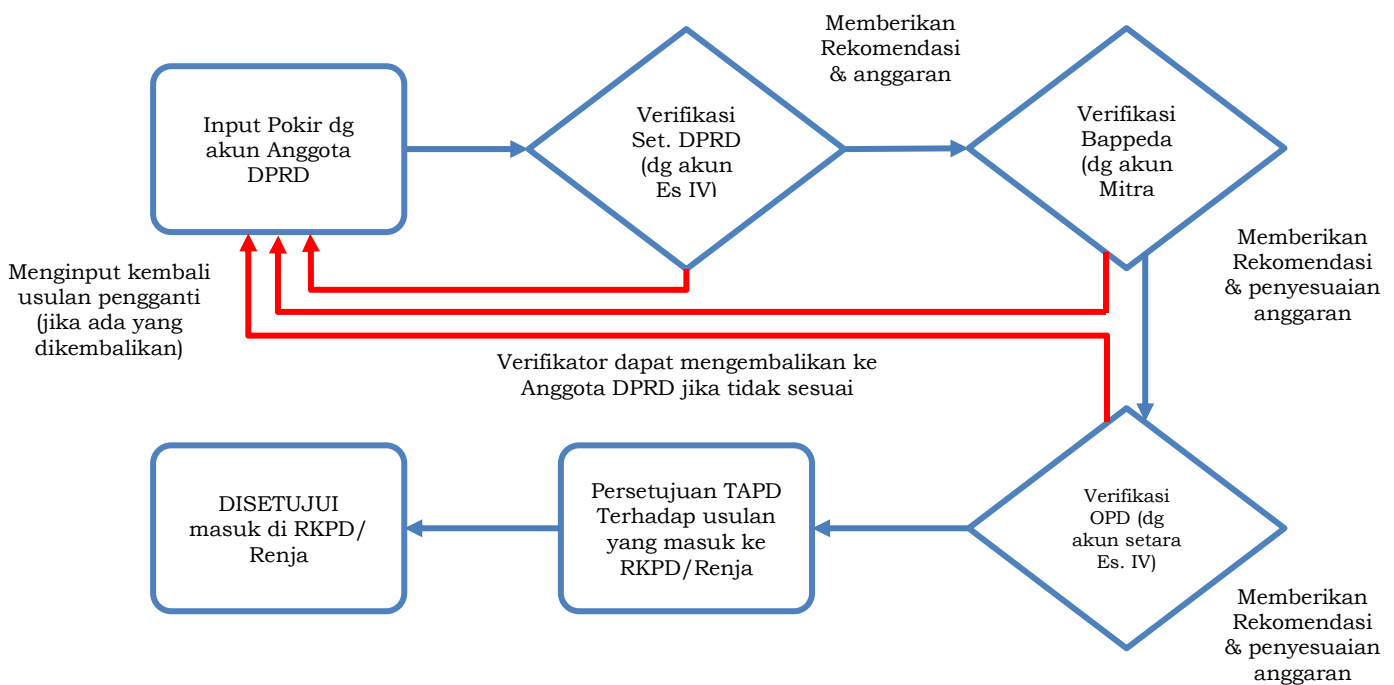 Input Pokir dg
akun Anggota
DPRD
Verifikasi
Set. DPRD
(dg akun
Es IV)
Memberikan
Rekomendasi
& anggaran
Verifikasi
Bappeda
(dg akun
Mitra
Memberikan
Rekomendasi
& penyesuaian
anggaran
Menginput kembali
usulan pengganti
(jika ada yang
dikembalikan)
Verifikator dapat mengembalikan ke
Anggota DPRD jika tidak sesuai
DISETUJUI
masuk di RKPD/
Renja
Persetujuan TAPD
Terhadap usulan
yang masuk ke
RKPD/Renja
Verifikasi
OPD (dg
akun setara
Es. IV)
Memberikan
Rekomendasi
& penyesuaian
anggaran